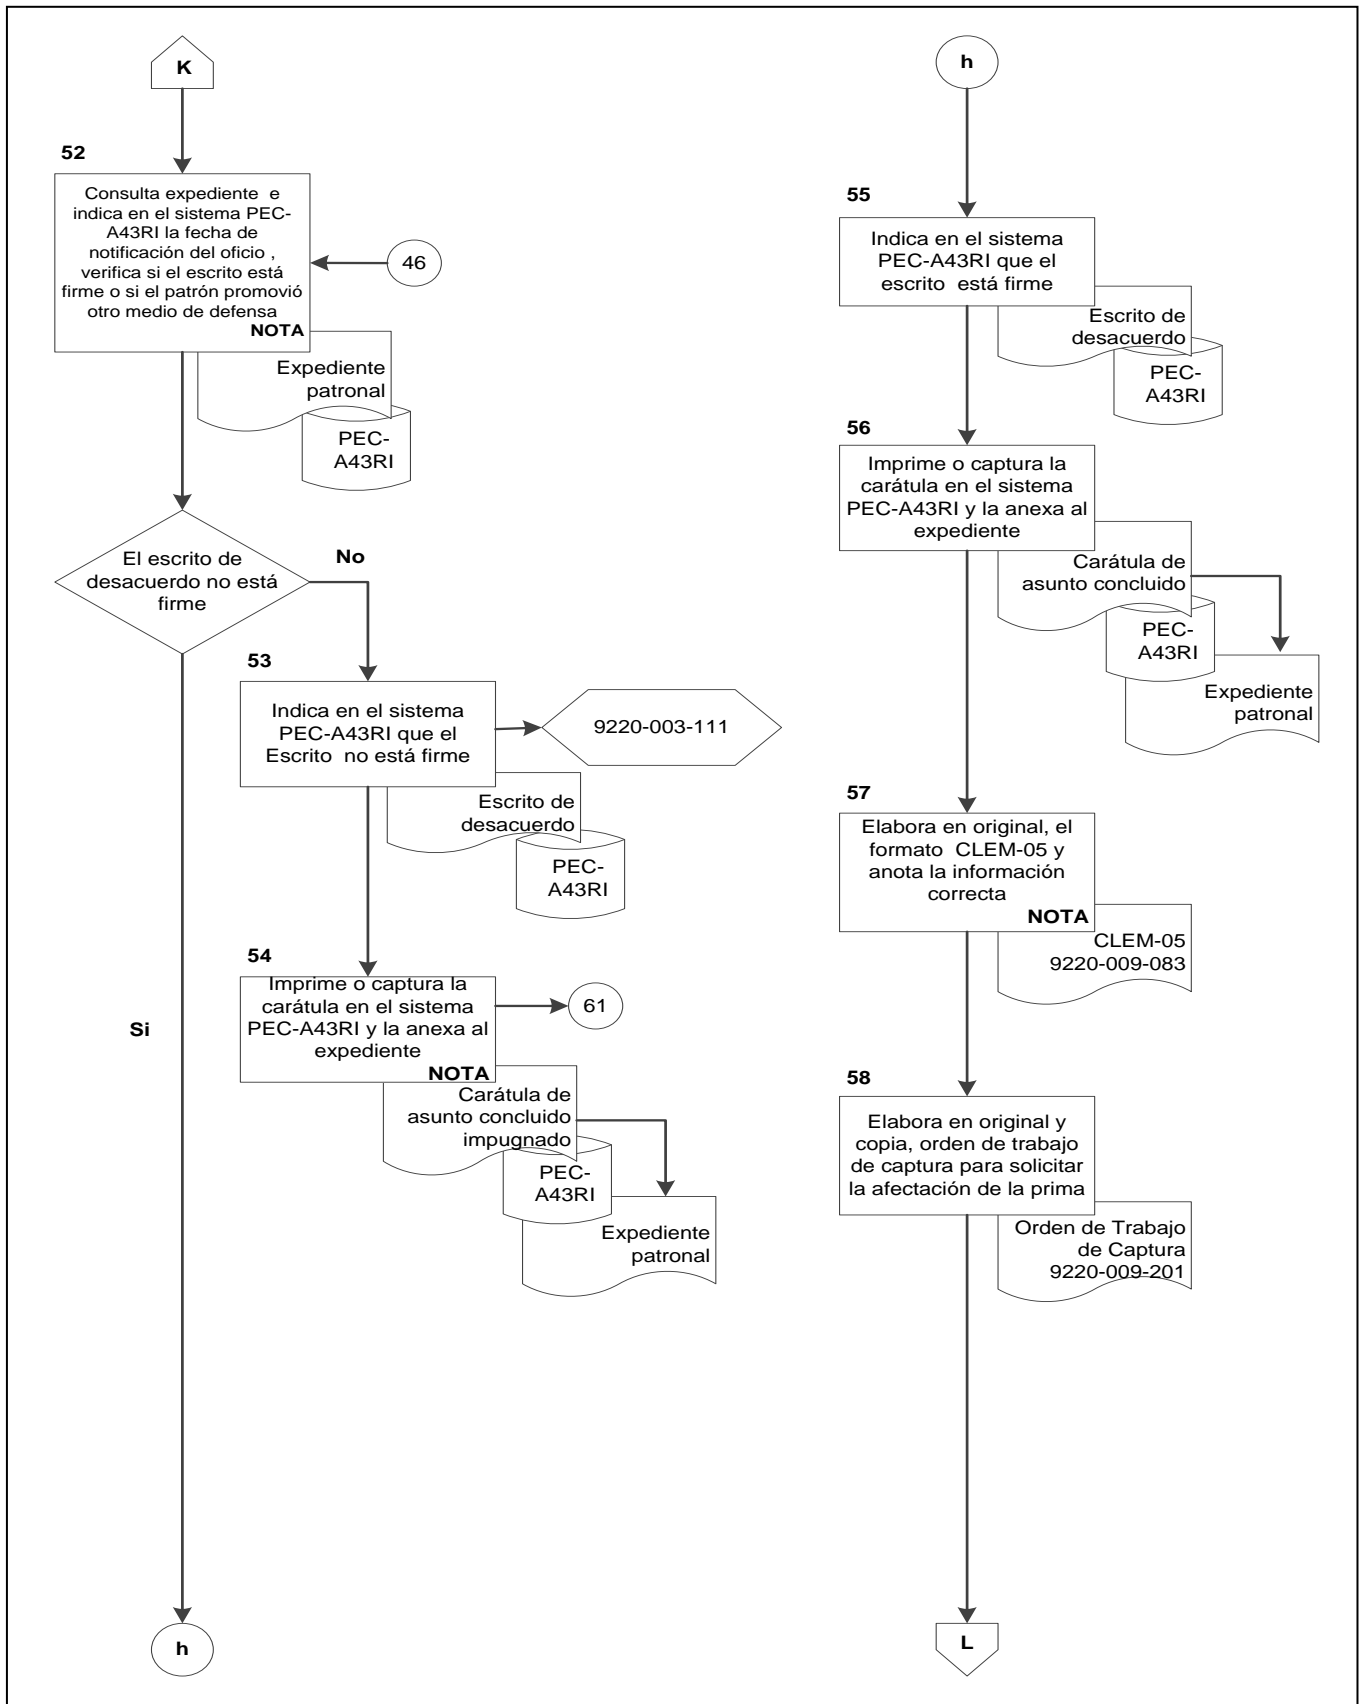 K
52
Consulta expediente e
indica en el sistema PEC-
A43RI la fecha de
notificación del oficio ,
verifica si el escrito está
firme o si el patrón promovió
otro medio de defensa
NOTA
46
Expediente
patronal
PEC-
A43RI
El escrito de
desacuerdo no está
firme
No
Si
53
Indica en el sistema
PEC-A43RI que el
Escrito no está firme
9220-003-111
Escrito de
desacuerdo
PEC-
A43RI
54
Imprime o captura la
carátula en el sistema
PEC-A43RI y la anexa al
expediente
NOTA
61
Carátula de
asunto concluido
impugnado
PEC-
A43RI
Expediente
patronal
h
h
55
Indica en el sistema
PEC-A43RI que el
escrito está firme
Escrito de
desacuerdo
PEC-
A43RI
56
Imprime o captura la
carátula en el sistema
PEC-A43RI y la anexa al
expediente
Carátula de
asunto concluido
PEC-
A43RI
Expediente
patronal
57
Elabora en original, el
formato CLEM-05 y
anota la información
correcta
NOTA
CLEM-05
9220-009-083
58
Elabora en original y
copia, orden de trabajo
de captura para solicitar
la afectación de la prima
Orden de Trabajo
de Captura
9220-009-201
L